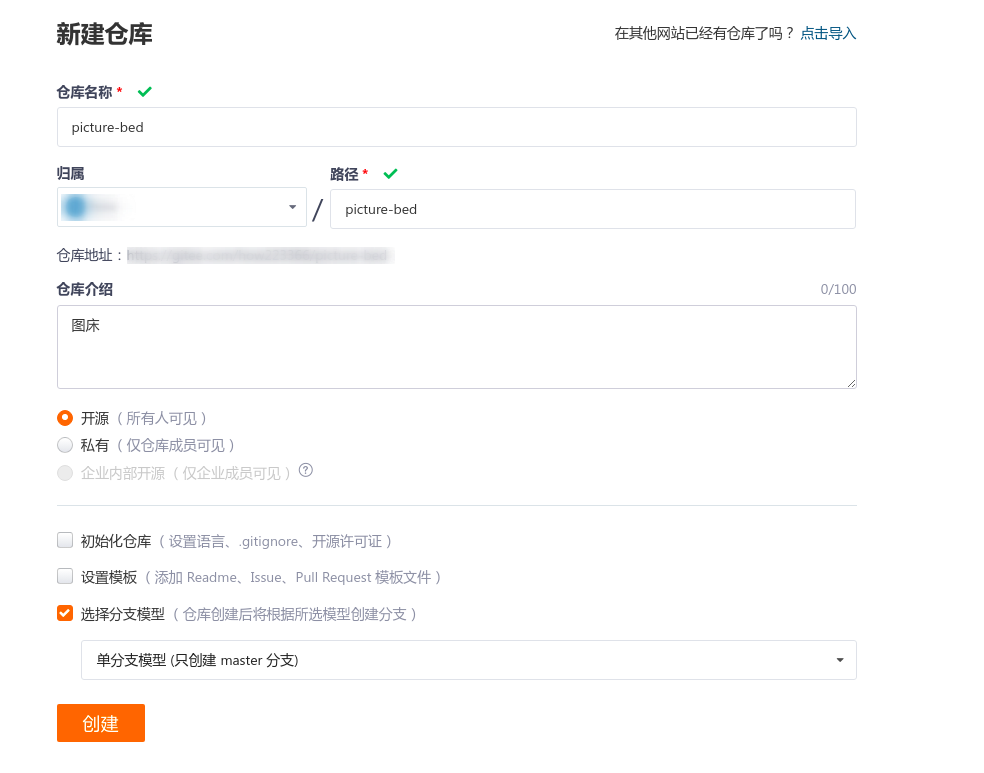 新建仓库
在其他网站已经有仓库了吗？ 点击导入
仓库名称 *
picture-bed
归属
路径 *
/
picture-bed
仓库地址：
仓库介绍
0/100
图床
开源（所有人可见）
私有（仅仓库成员可见）
企业内部开源（仅企业成员可见） ?
初始化仓库（设置语言、.gitignore、开源许可证）
设置模板（添加 Readme、Issue、Pull Request 模板文件）
选择分支模型（仓库创建后将根据所选模型创建分支）
单分支模型 (只创建 master 分支)
创建